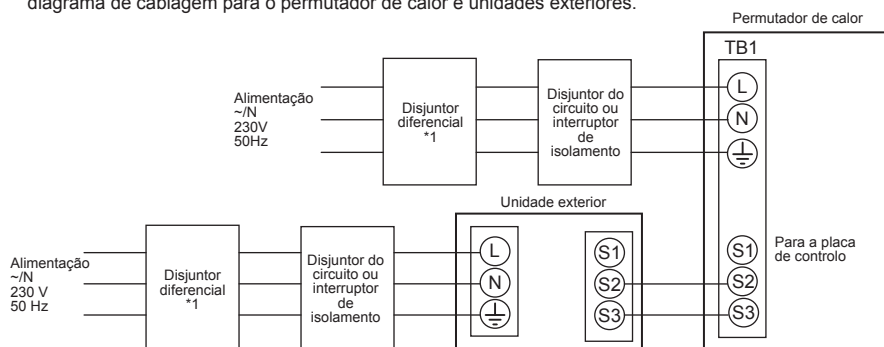 diagrama de cablagem para o permutador de calor e unidades exteriores.
Permutador de calor
TB1
Alimentação
~/N
230V
50Hz
Disjuntor
diferencial
*1
Disjuntor do
circuito ou
interruptor
de
isolamento
L
N
Unidade exterior
Alimentação
~/N
230 V
50 Hz
Disjuntor
diferencial
*1
Disjuntor do
circuito ou
interruptor
de
isolamento
L
N
S1
S2
S3
S1
S2
S3
Para a placa
de controlo